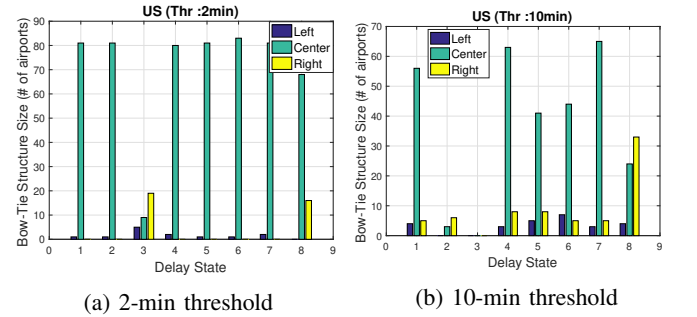 US (Thr :2min)
Bow-Tie Structure Size (# of airports)
90
80
70
60
50
40
30
20
10
0
Left
Center
Right
0 1 2 3 4 5 6 7 8 9
Delay State
(a) 2-min threshold
US (Thr :10min)
Bow-Tie Structure Size (# of airports)
70
60
50
40
30
20
10
0
Left
Center
Right
0 1 2 3 4 5 6 7 8 9
Delay State
(b) 10-min threshold